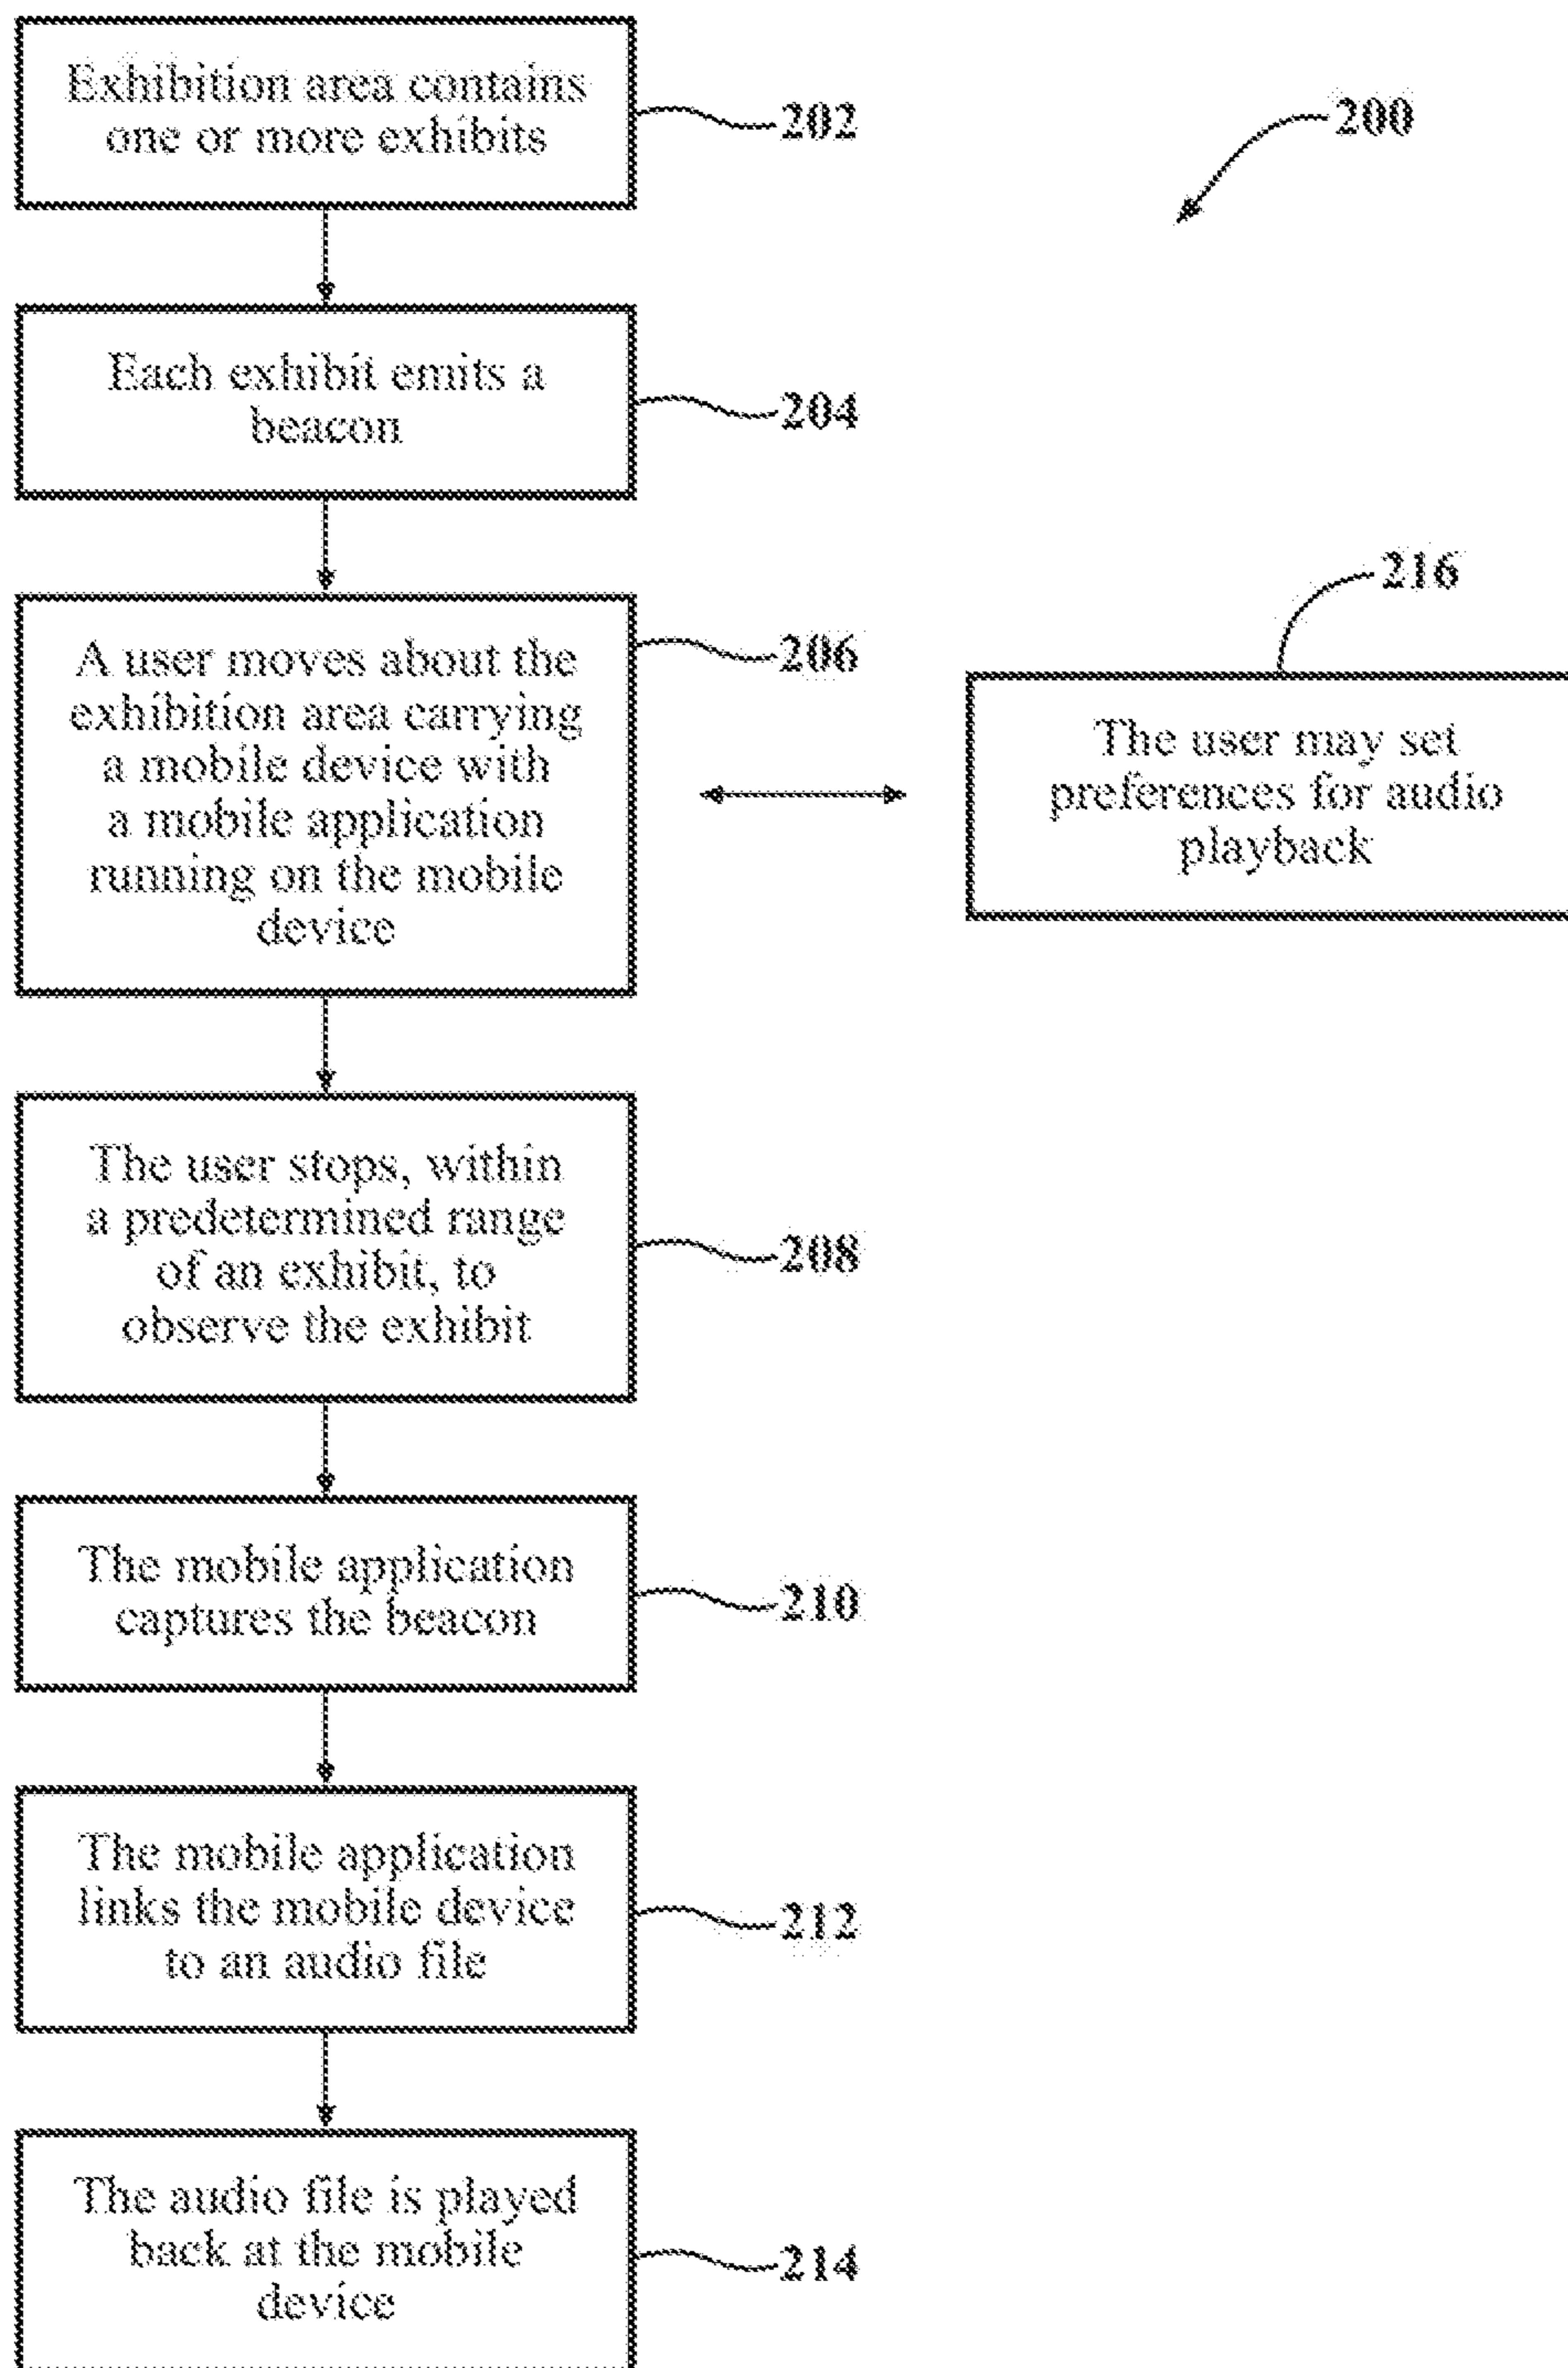 Exhibition area contains
one or more exhibits
202
200
Each exhibit emits a
beacon
204
A user moves about the
exhibition area carrying
a mobile device with
a mobile application
running on the mobile
device
206
216
The user may set
preferences for audio
playback
The user stops, within
a predetermined range
of an exhibit, to
observe the exhibit
208
The mobile application
captures the beacon
210
The mobile application
links the mobile device
to an audio file
212
The audio file is played
back at the mobile
device
214